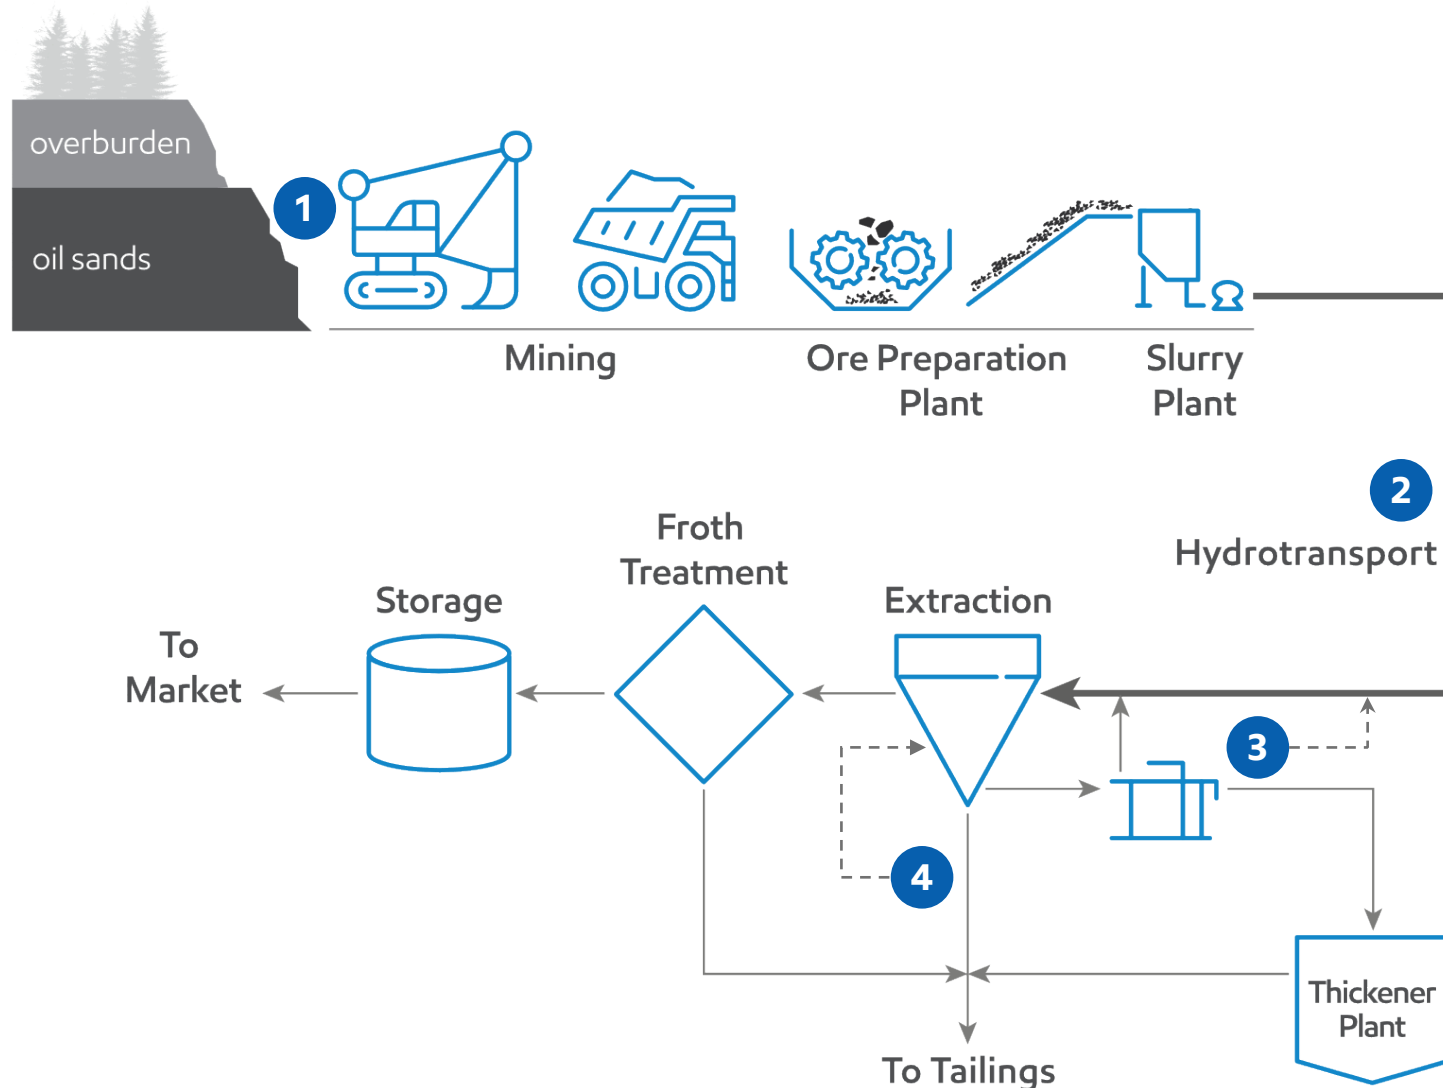 overburden
oil sands
1
Mining
Ore Preparation
Plant
Slurry
Plant
2
Hydrotransport
Froth
Treatment
Storage
Extraction
To
Market
3
4
Thickener
Plant
To Tailings